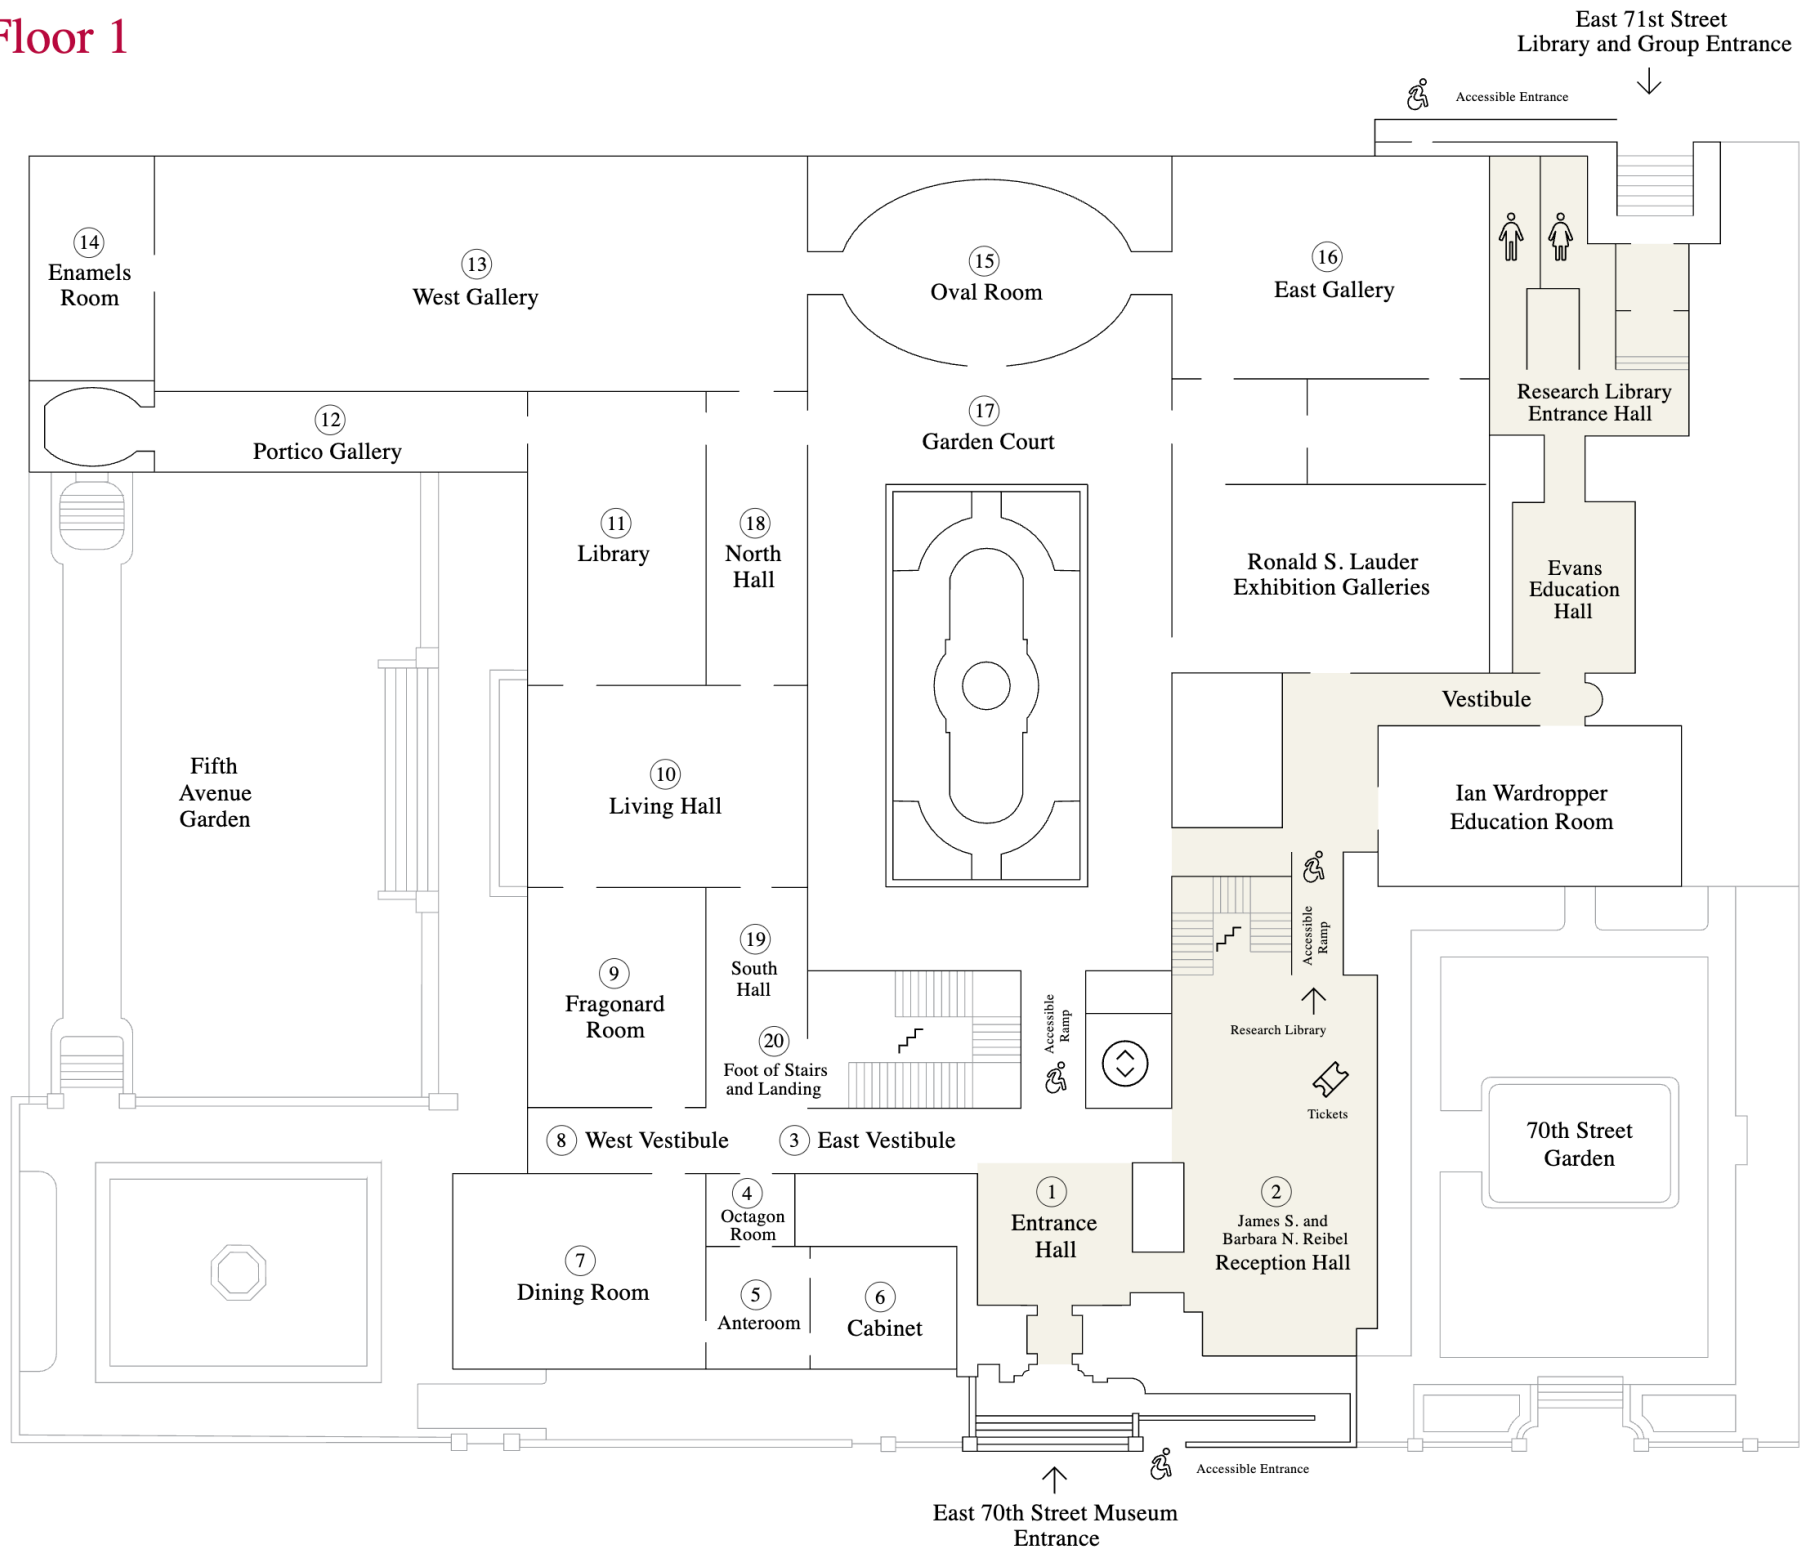 Floor 1
East 71st Street
Library and Group Entrance
Accessible Entrance
14
Enamels
Room
13
West Gallery
15
Oval Room
16
East Gallery
12
Portico Gallery
17
Garden Court
Research Library
Entrance Hall
11
Library
18
North
Hall
Ronald S. Lauder
Exhibition Galleries
Evans
Education
Hall
Vestibule
Fifth
Avenue
Garden
10
Living Hall
Ian Wardropper
Education Room
9
Fragonard
Room
19
South
Hall
20
Foot of Stairs
and Landing
Accessible
Ramp
Accessible
Ramp
Research Library
Tickets
70th Street
Garden
8 West Vestibule
3 East Vestibule
4
Octagon
Room
1
Entrance
Hall
2
James S. and
Barbara N. Reibel
Reception Hall
7
Dining Room
5
Anteroom
6
Cabinet
Accessible Entrance
East 70th Street Museum
Entrance